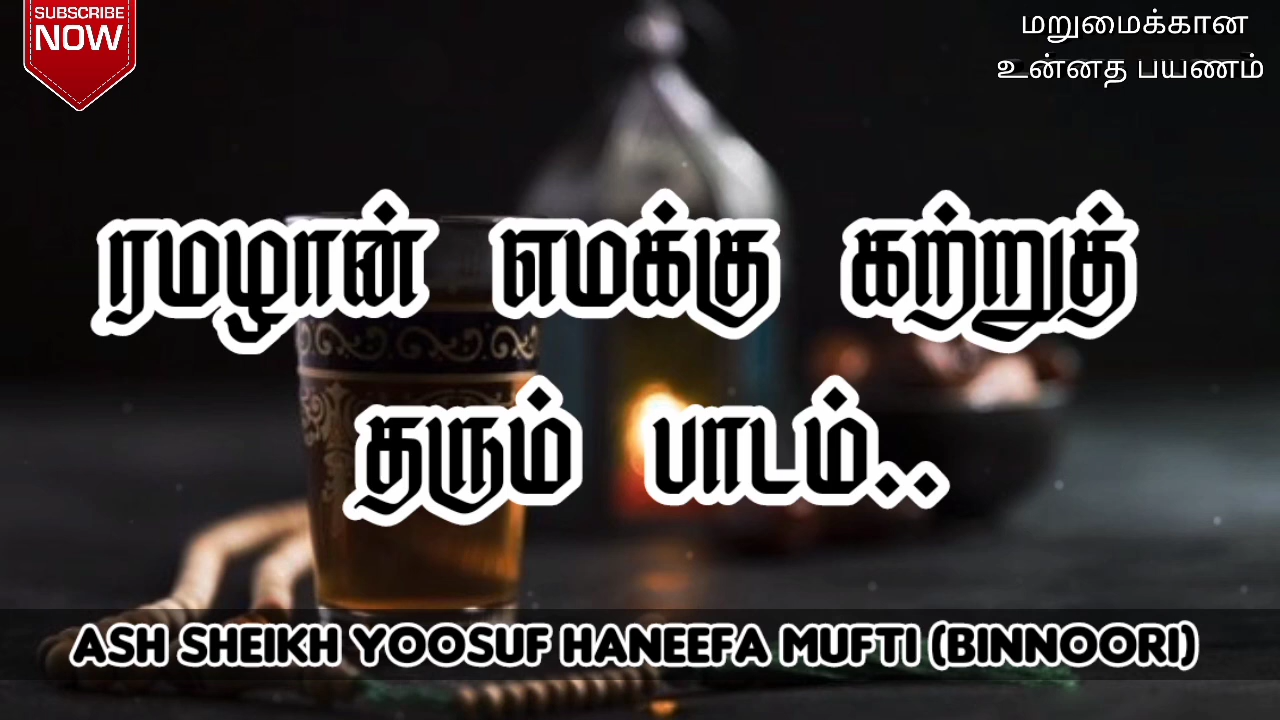 SUBSCRIBE
NOW
மறுமைக்கான
உன்னத பயணம்
ரமழான் எமக்கு கற்றுத்
தரும் பாடம்..
ASH SHEIKH YOOSUF HANEEFA MUFTI (BINNOORI)